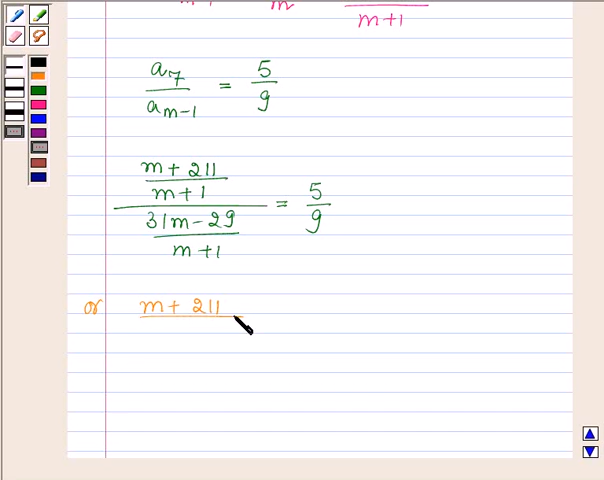 m
m+1
a7 / am-1 = 5/9
m + 211
m + 1
31m - 29
m + 1
= 5/9
or m + 211